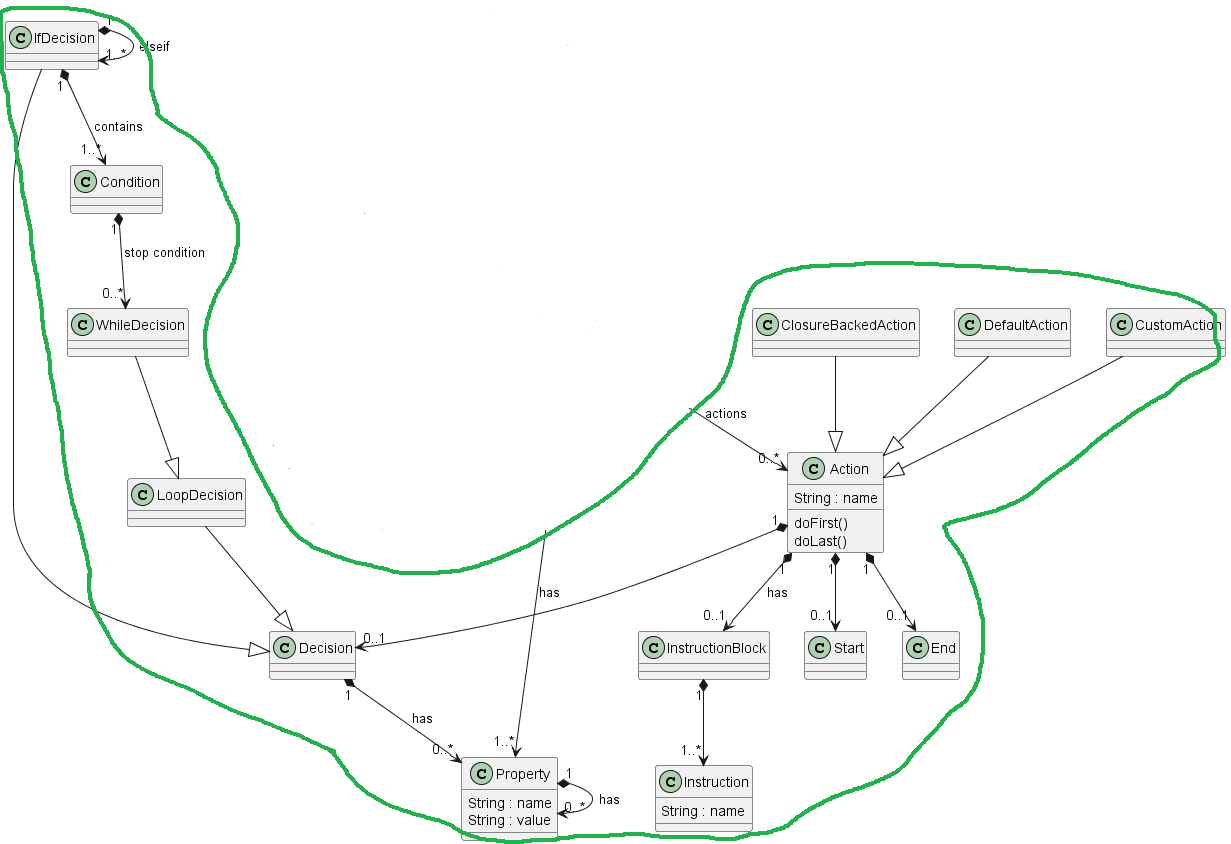 C IfDecision
1
elseif
1..*
1
contains
1..*
C Condition
1
stop condition
0..*
C WhileDecision
C ClosureBackedAction
C DefaultAction
C CustomAction
actions
0..*
C Action
String : name
doFirst()
doLast()
C LoopDecision
1
1
has
1
1
has
0..1
0..1
0..1
0..1
C Decision
C InstructionBlock
C Start
C End
1
1
has
0..*
1..*
1..*
C Property
String : name
String : value
1
has
0..*
C Instruction
String : name